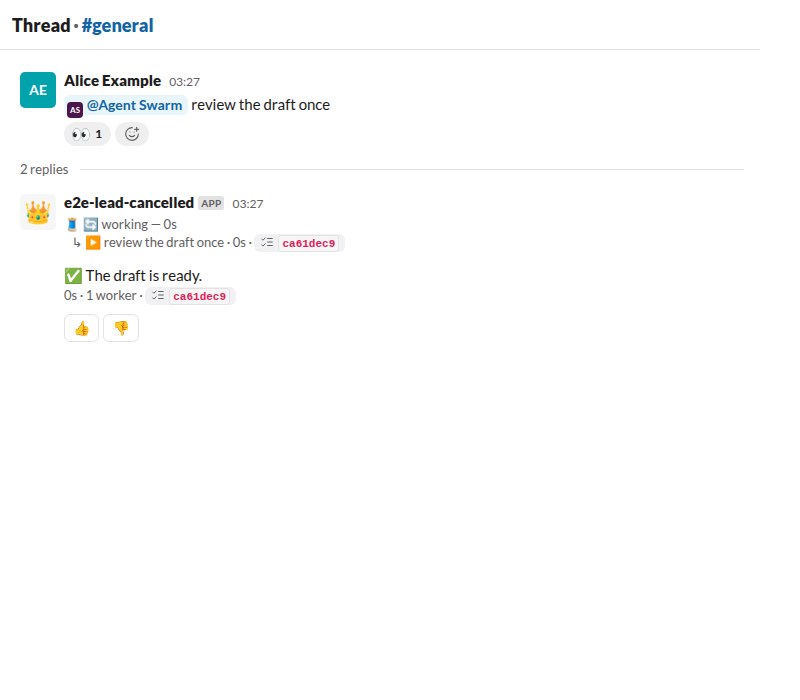 Thread • #general
AE
Alice Example 03:27
AS @Agent Swarm review the draft once
👀 1
2 replies
e2e-lead-cancelled APP 03:27
🧵 🔄 working — 0s
↳ ▶️ review the draft once · 0s · ca61dec9
✅ The draft is ready.
0s · 1 worker · ca61dec9
👍 👎